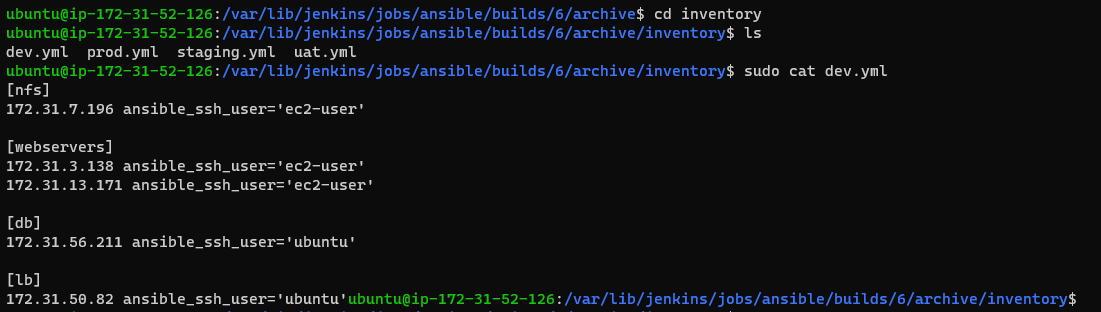 ubuntu@ip-172-31-52-126:/var/lib/jenkins/jobs/ansible/builds/6/archive$ cd inventory
ubuntu@ip-172-31-52-126:/var/lib/jenkins/jobs/ansible/builds/6/archive/inventory$ ls
dev.yml  prod.yml  staging.yml  uat.yml
ubuntu@ip-172-31-52-126:/var/lib/jenkins/jobs/ansible/builds/6/archive/inventory$ sudo cat dev.yml
[nfs]
172.31.7.196 ansible_ssh_user='ec2-user'
[webservers]
172.31.3.138 ansible_ssh_user='ec2-user'
172.31.13.171 ansible_ssh_user='ec2-user'
[db]
172.31.56.211 ansible_ssh_user='ubuntu'
[lb]
172.31.50.82 ansible_ssh_user='ubuntu'ubuntu@ip-172-31-52-126:/var/lib/jenkins/jobs/ansible/builds/6/archive/inventory$